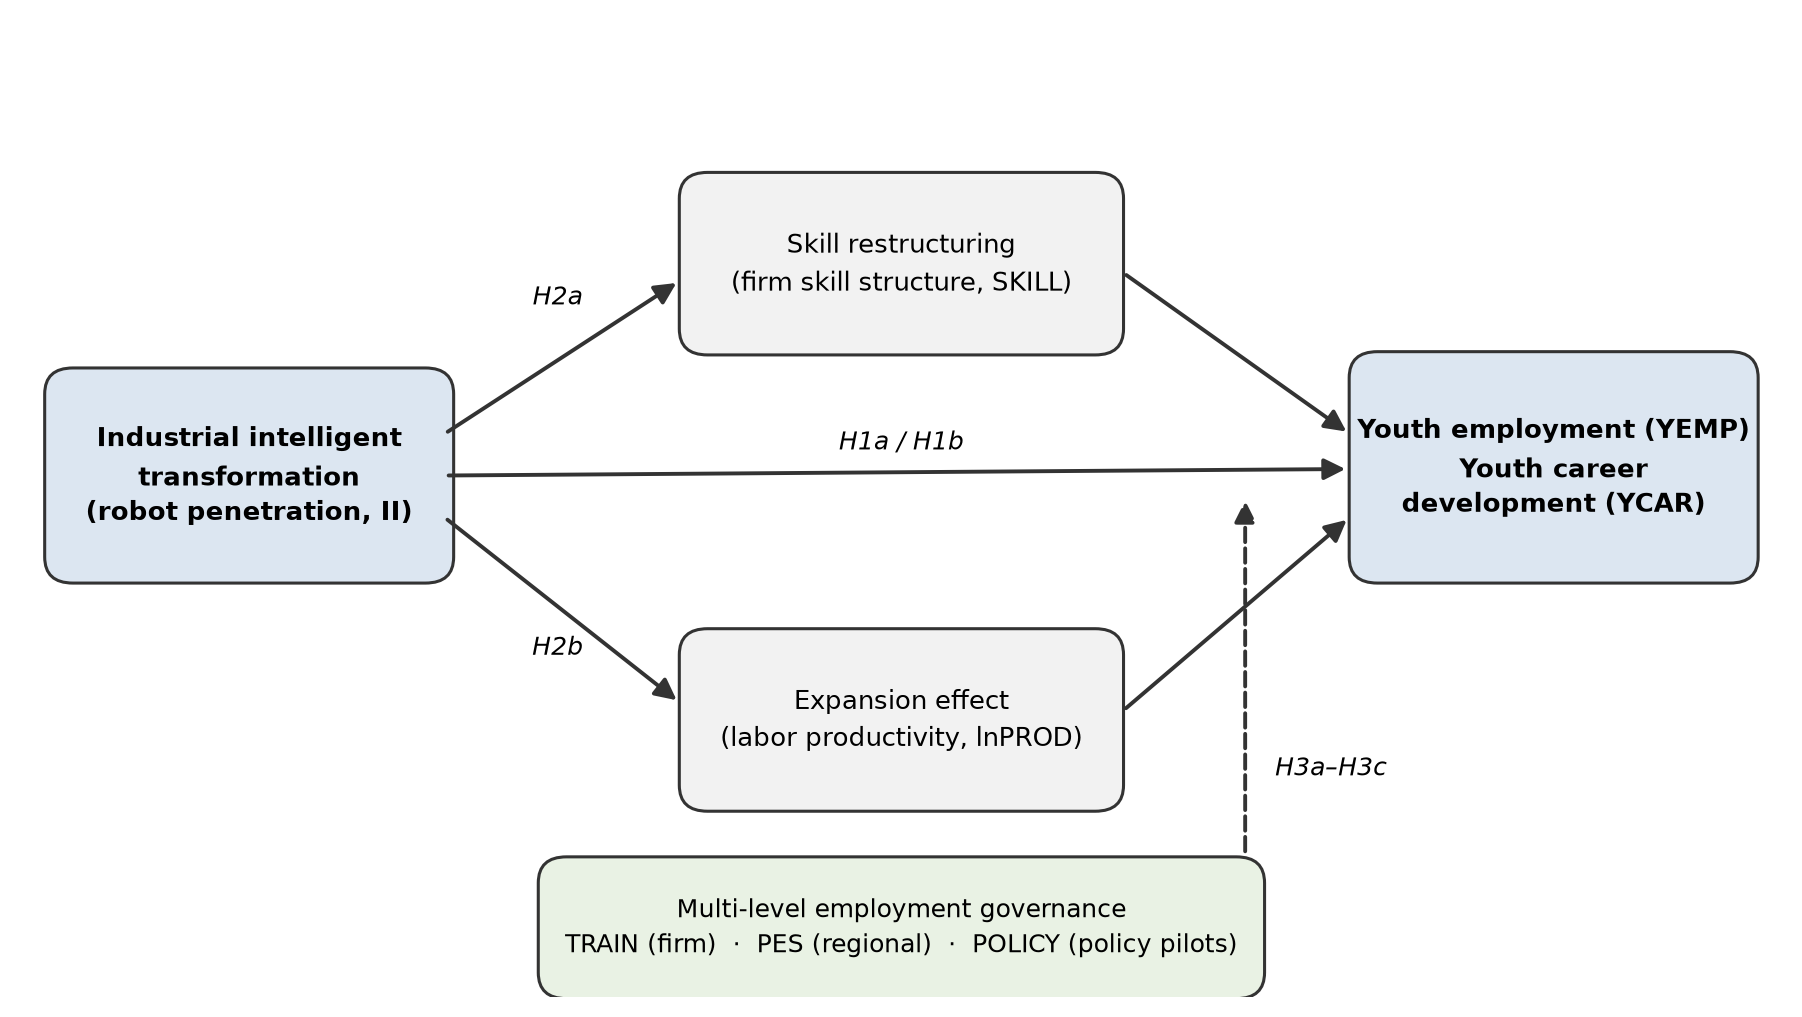 Skill restructuring
(firm skill structure, SKILL)
H2a
Industrial intelligent
transformation
(robot penetration, II)
H1a / H1b
Youth employment (YEMP)
Youth career
development (YCAR)
H2b
Expansion effect
(labor productivity, lnPROD)
H3a–H3c
Multi-level employment governance
TRAIN (firm) · PES (regional) · POLICY (policy pilots)